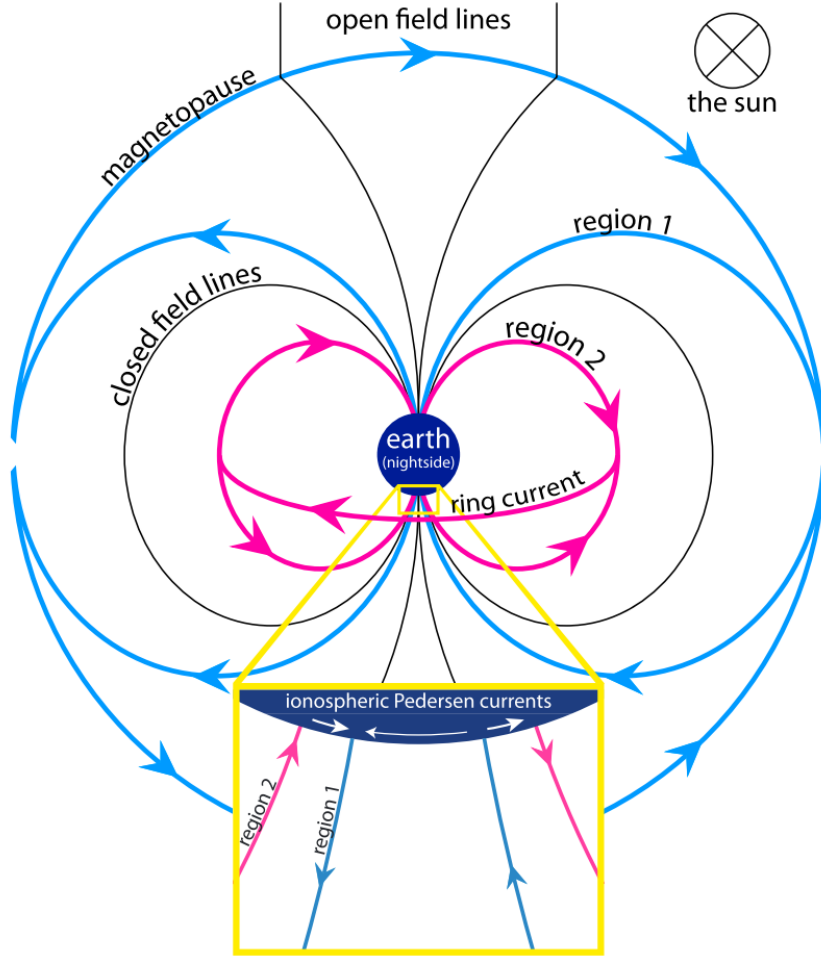 open field lines
the sun
magnetopause
region 1
closed field lines
region 2
earth
(nightside)
ring current
ionospheric Pedersen currents
region 2
region 1